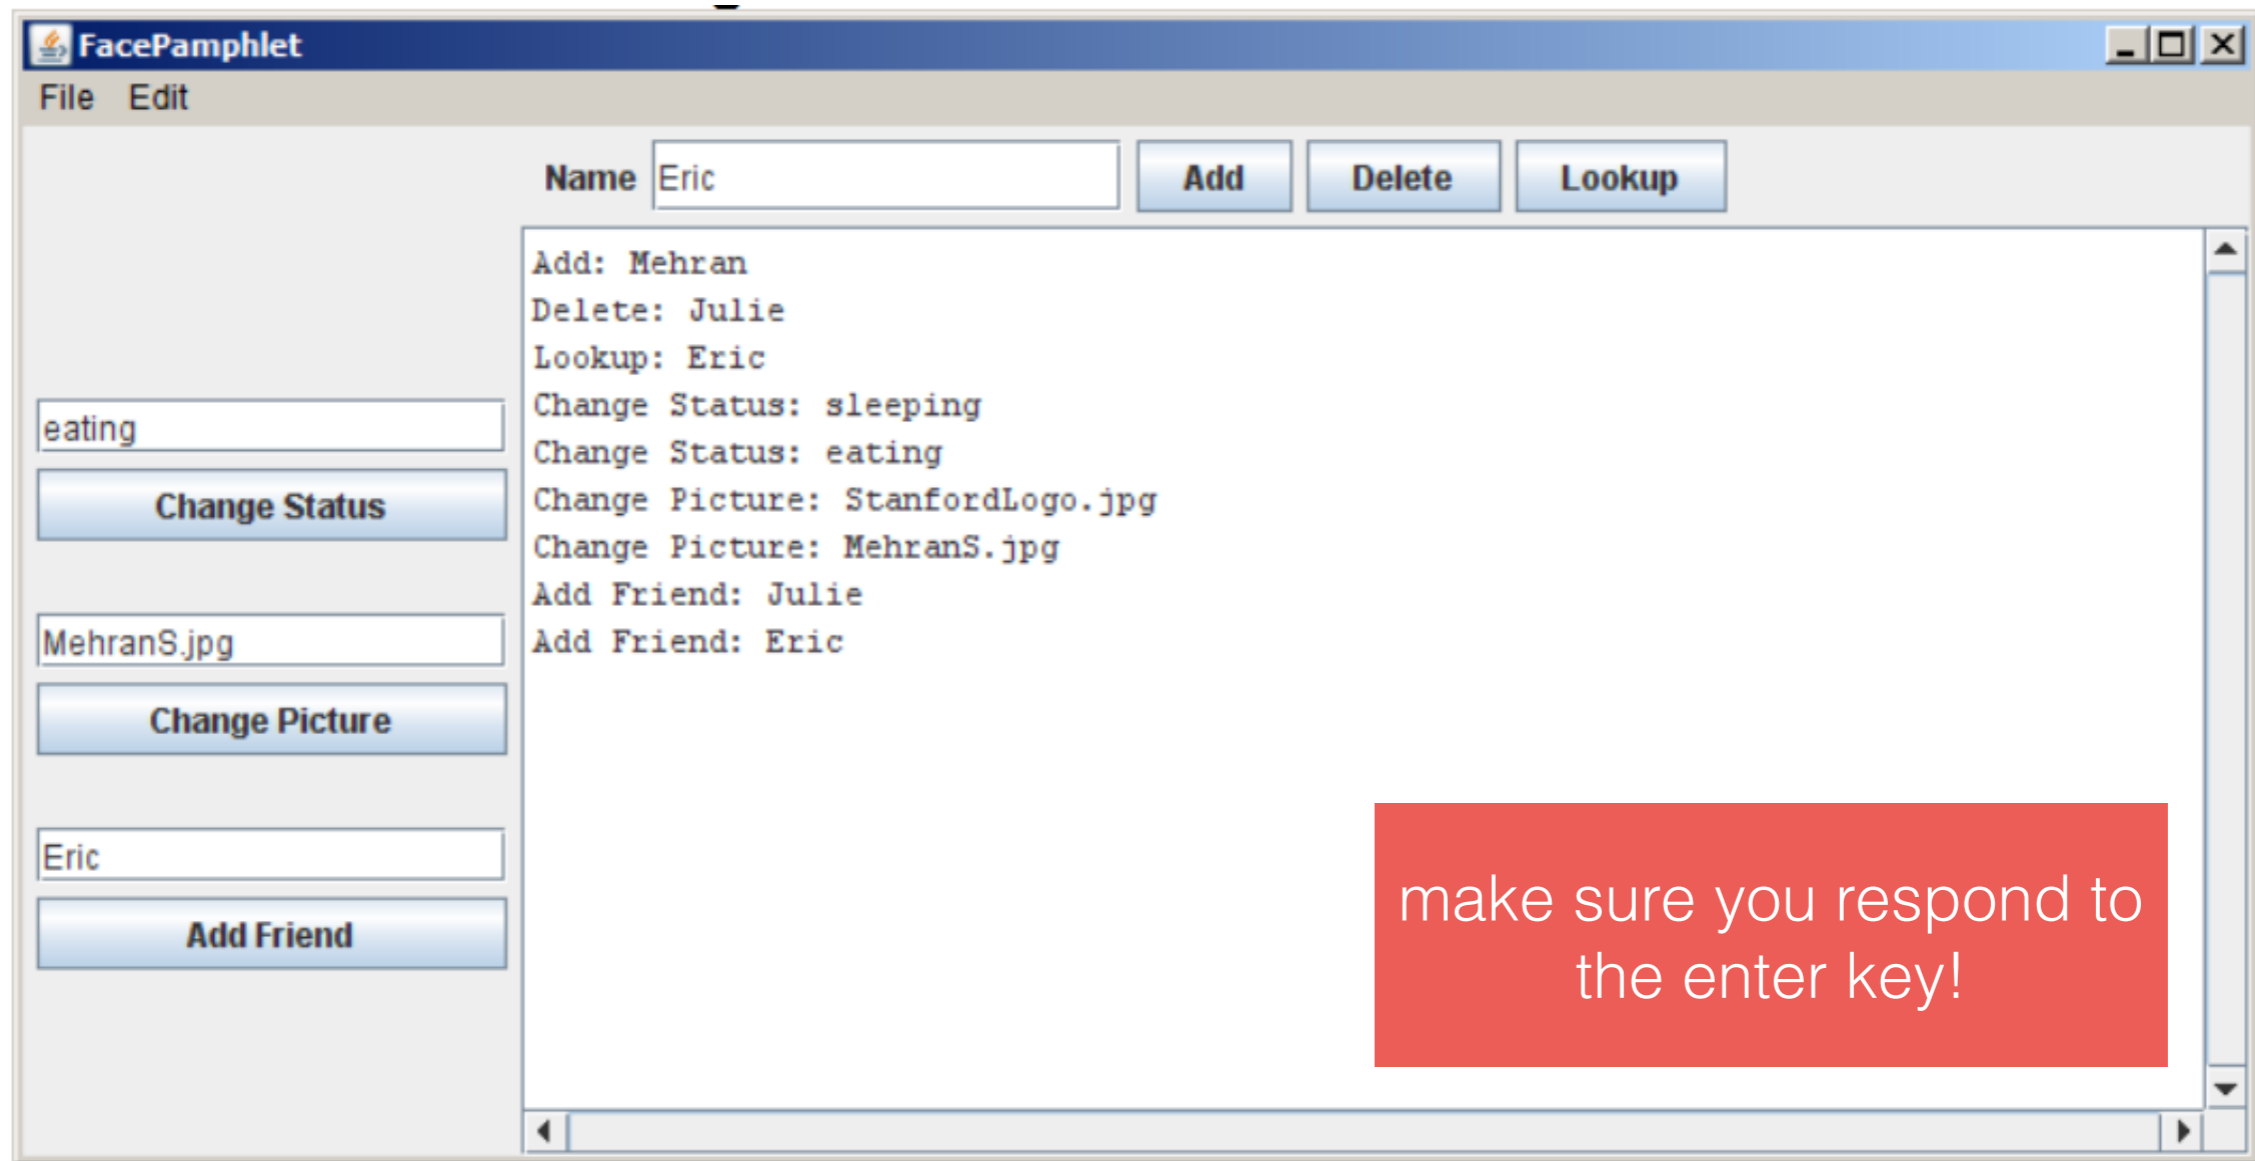 FacePamphlet
File Edit
Name Eric Add Delete Lookup
Add: Mehran
Delete: Julie
Lookup: Eric
Change Status: sleeping
Change Status: eating
Change Picture: StanfordLogo.jpg
Change Picture: MehranS.jpg
Add Friend: Julie
Add Friend: Eric
eating
Change Status
MehranS.jpg
Change Picture
Eric
Add Friend
make sure you respond to
the enter key!